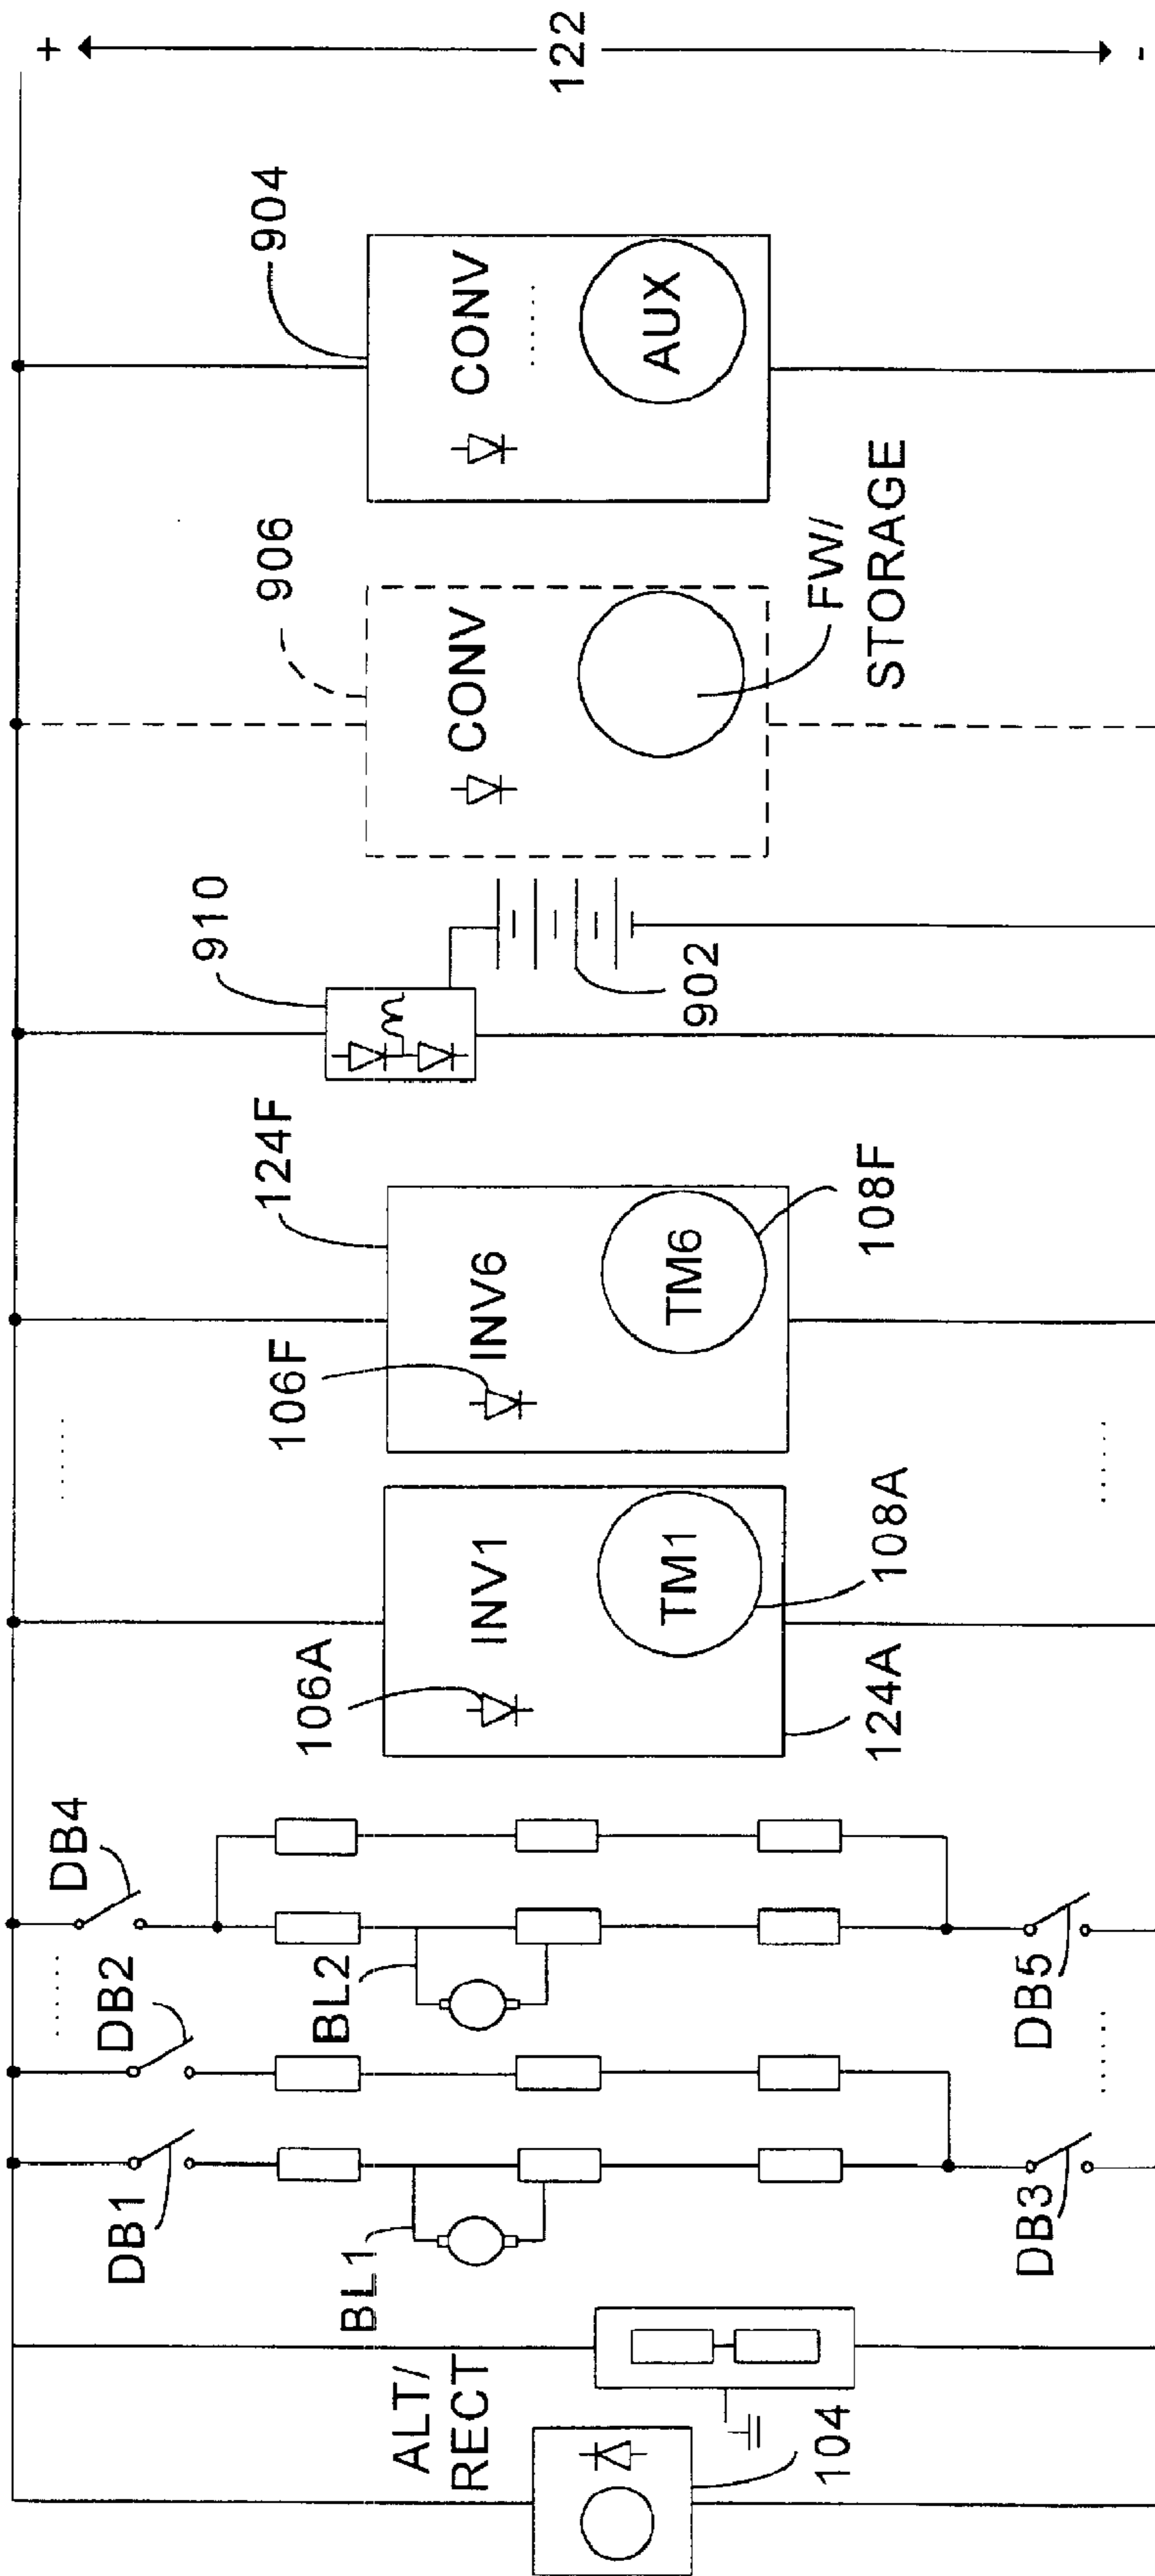 +
122
-
904
CONV
.....
AUX
906
CONV
FW/
STORAGE
910
902
124F
INV6
106F
TM6
108F
.....
.....
INV1
106A
TM1
108A
124A
DB4
DB2
.....
BL2
DB5
.....
DB1
BL1
DB3
ALT/
RECT
104